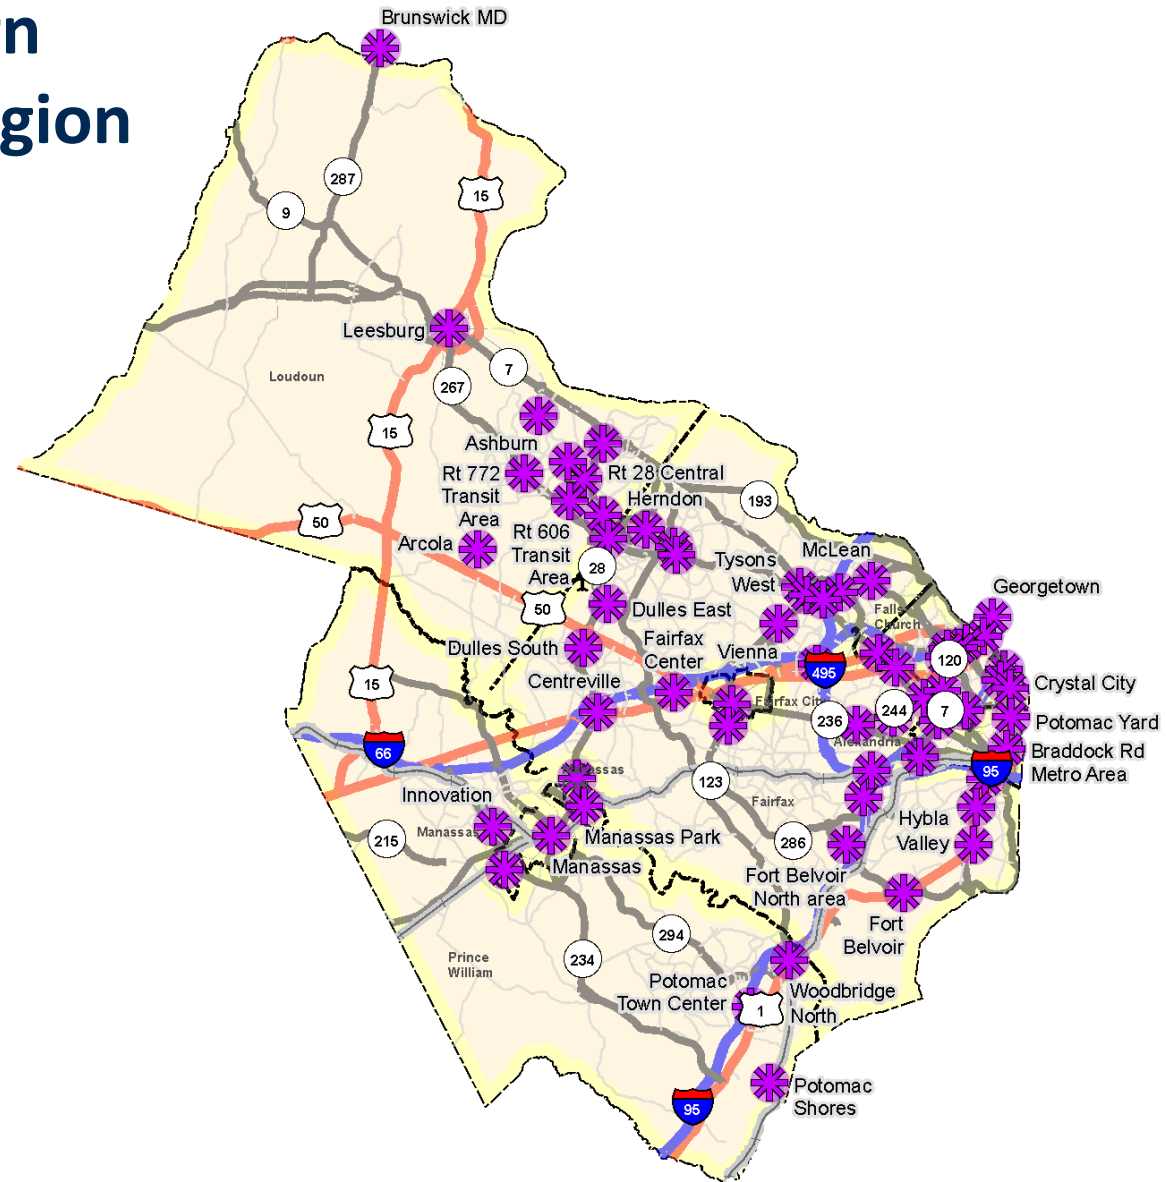 n
gion
Brunswick MD
287
9
15
Leesburg
7
267
Loudoun
15
Ashburn
Rt 772
Transit
Area
Rt 28 Central
Herndon
193
50
Arcola
Rt 606
Transit
Area
28
Tysons
West
McLean
Georgetown
50
Dulles East
Falls
Church
Dulles South
Fairfax
Center
Vienna
495
120
15
Centreville
Fairfax City
236
244
7
Crystal City
Potomac Yard
Alexandria
Braddock Rd
Metro Area
95
66
123
Innovation
Fairfax
Manassas
215
Manassas Park
Manassas
286
Hybla
Valley
Fort Belvoir
North area
Fort
Belvoir
294
234
Prince
William
Potomac
Town Center
1
Woodbridge
North
Potomac
Shores
95